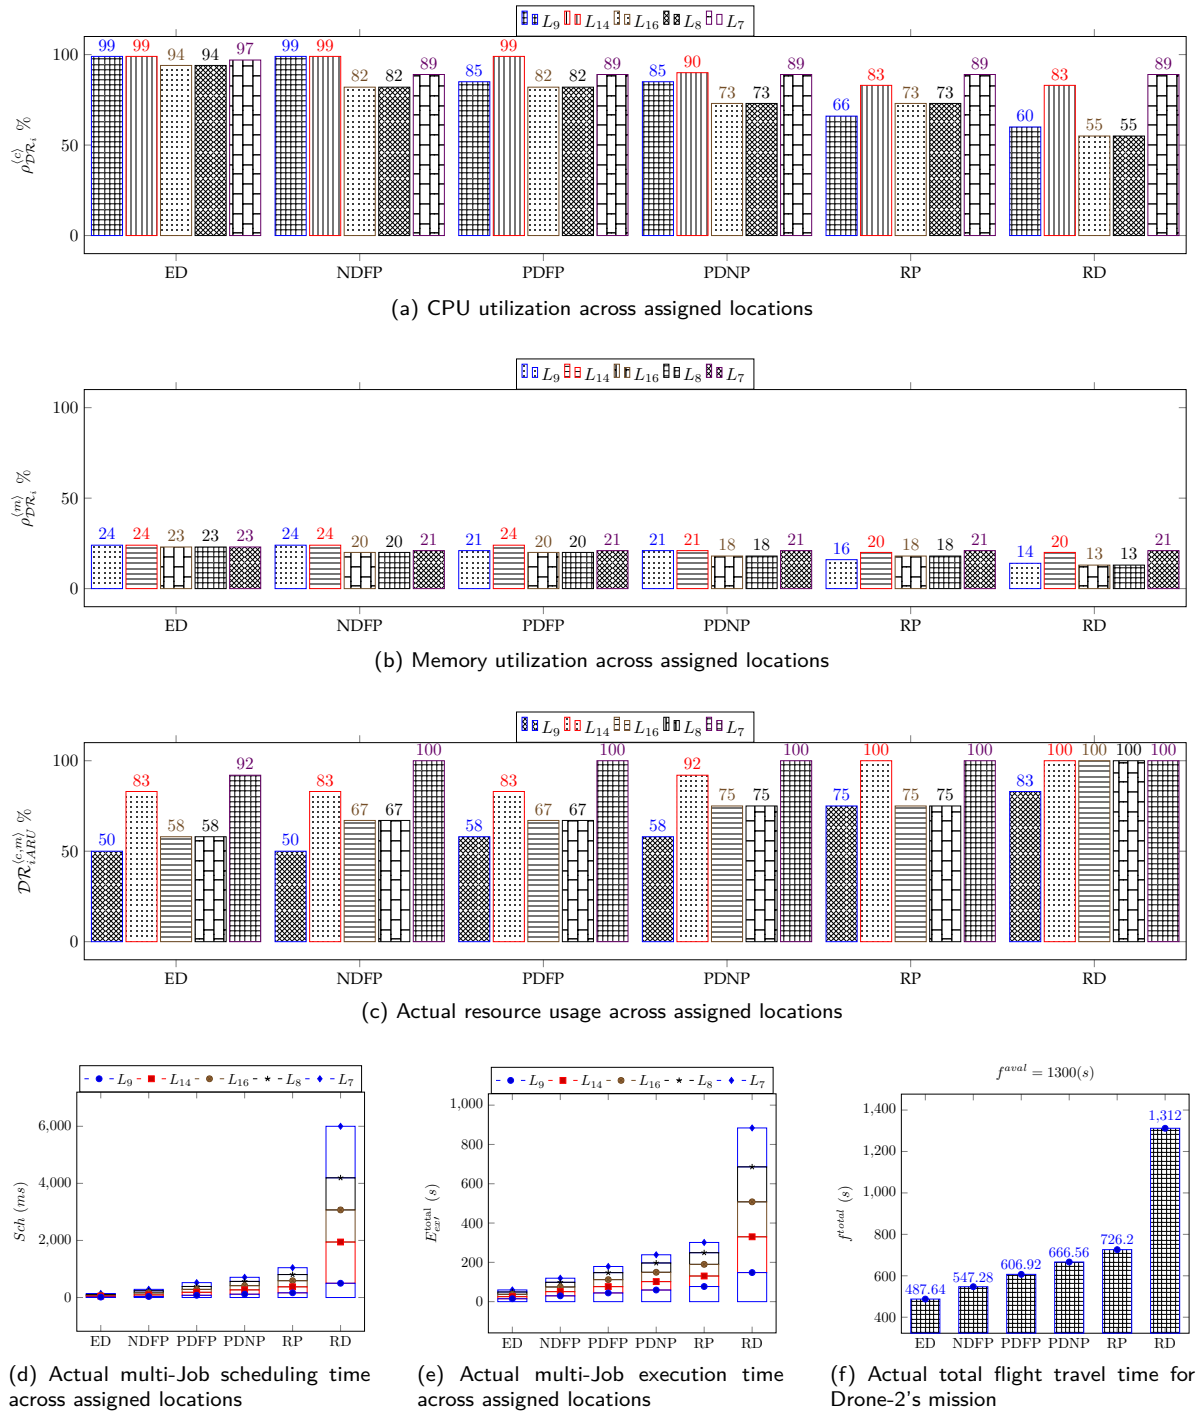 L9 L14 L16 L8 L7
99 99 94 94 97 99 99 82 82 89 85 99 82 82 89 85 90 73 73 89 66 83 73 73 89 60 83 55 55 89
100
50
0
ρ⟨c⟩DRi %
ED NDFP PDFP PDNP RP RD
(a) CPU utilization across assigned locations
L9 L14 L16 L8 L7
100
50
0
ρ⟨m⟩DRi %
24 24 23 23 23 24 24 20 20 21 21 24 20 20 21 21 21 18 18 21 16 20 18 18 21 14 20 13 13 21
ED NDFP PDFP PDNP RP RD
(b) Memory utilization across assigned locations
L9 L14 L16 L8 L7
100
50
0
DR⟨c,m⟩iARU %
50 83 58 58 92 50 83 67 67 100 58 83 67 67 100 58 92 75 75 100 75 100 75 75 100 83 100 100 100 100
ED NDFP PDFP PDNP RP RD
(c) Actual resource usage across assigned locations
L9 L14 L16 L8 L7
6,000
4,000
2,000
0
Sch (ms)
ED NDFP PDFP PDNP RP RD
(d) Actual multi-Job scheduling time
across assigned locations
L9 L14 L16 L8 L7
1,000
800
600
400
200
0
Etotalex′ (s)
ED NDFP PDFP PDNP RP RD
(e) Actual multi-Job execution time
across assigned locations
f^aval = 1300(s)
1,400
1,200
1,000
800
600
400
f^total (s)
487.64 547.28 606.92 666.56 726.2 1,312
ED NDFP PDFP PDNP RP RD
(f) Actual total flight travel time for
Drone-2's mission